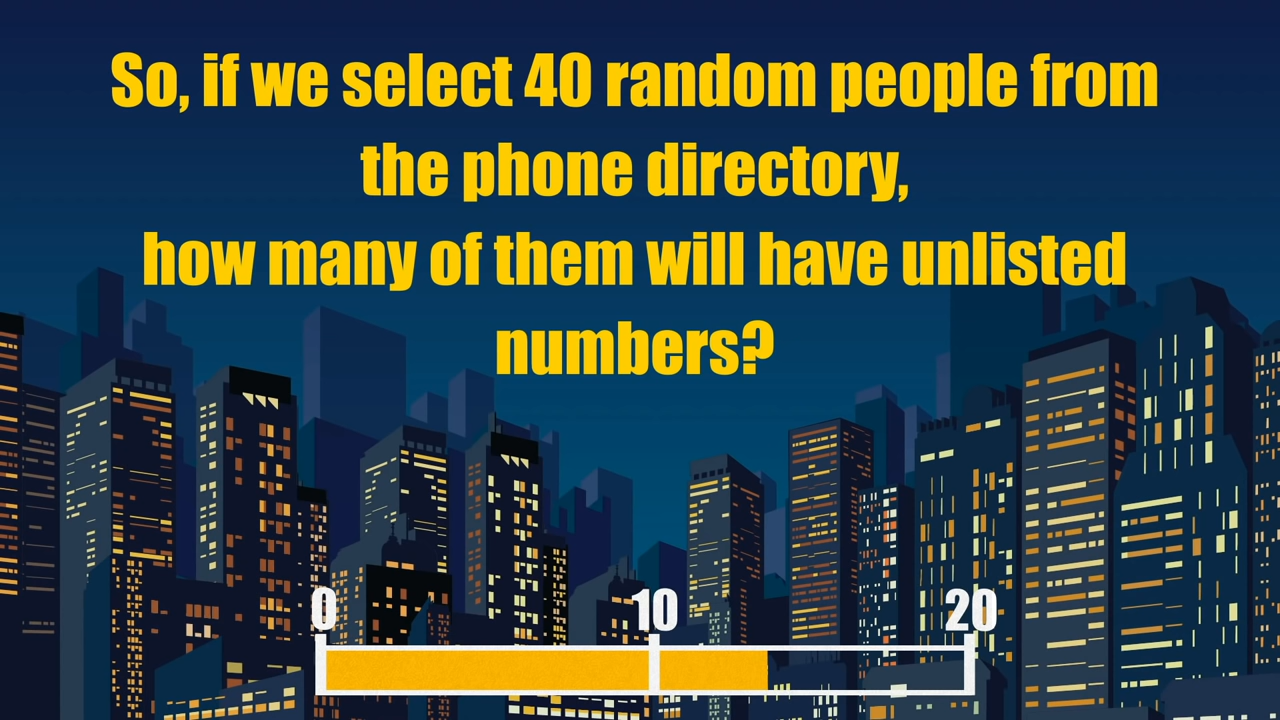 So, if we select 40 random people from
the phone directory,
how many of them will have unlisted
numbers?
0 10 20